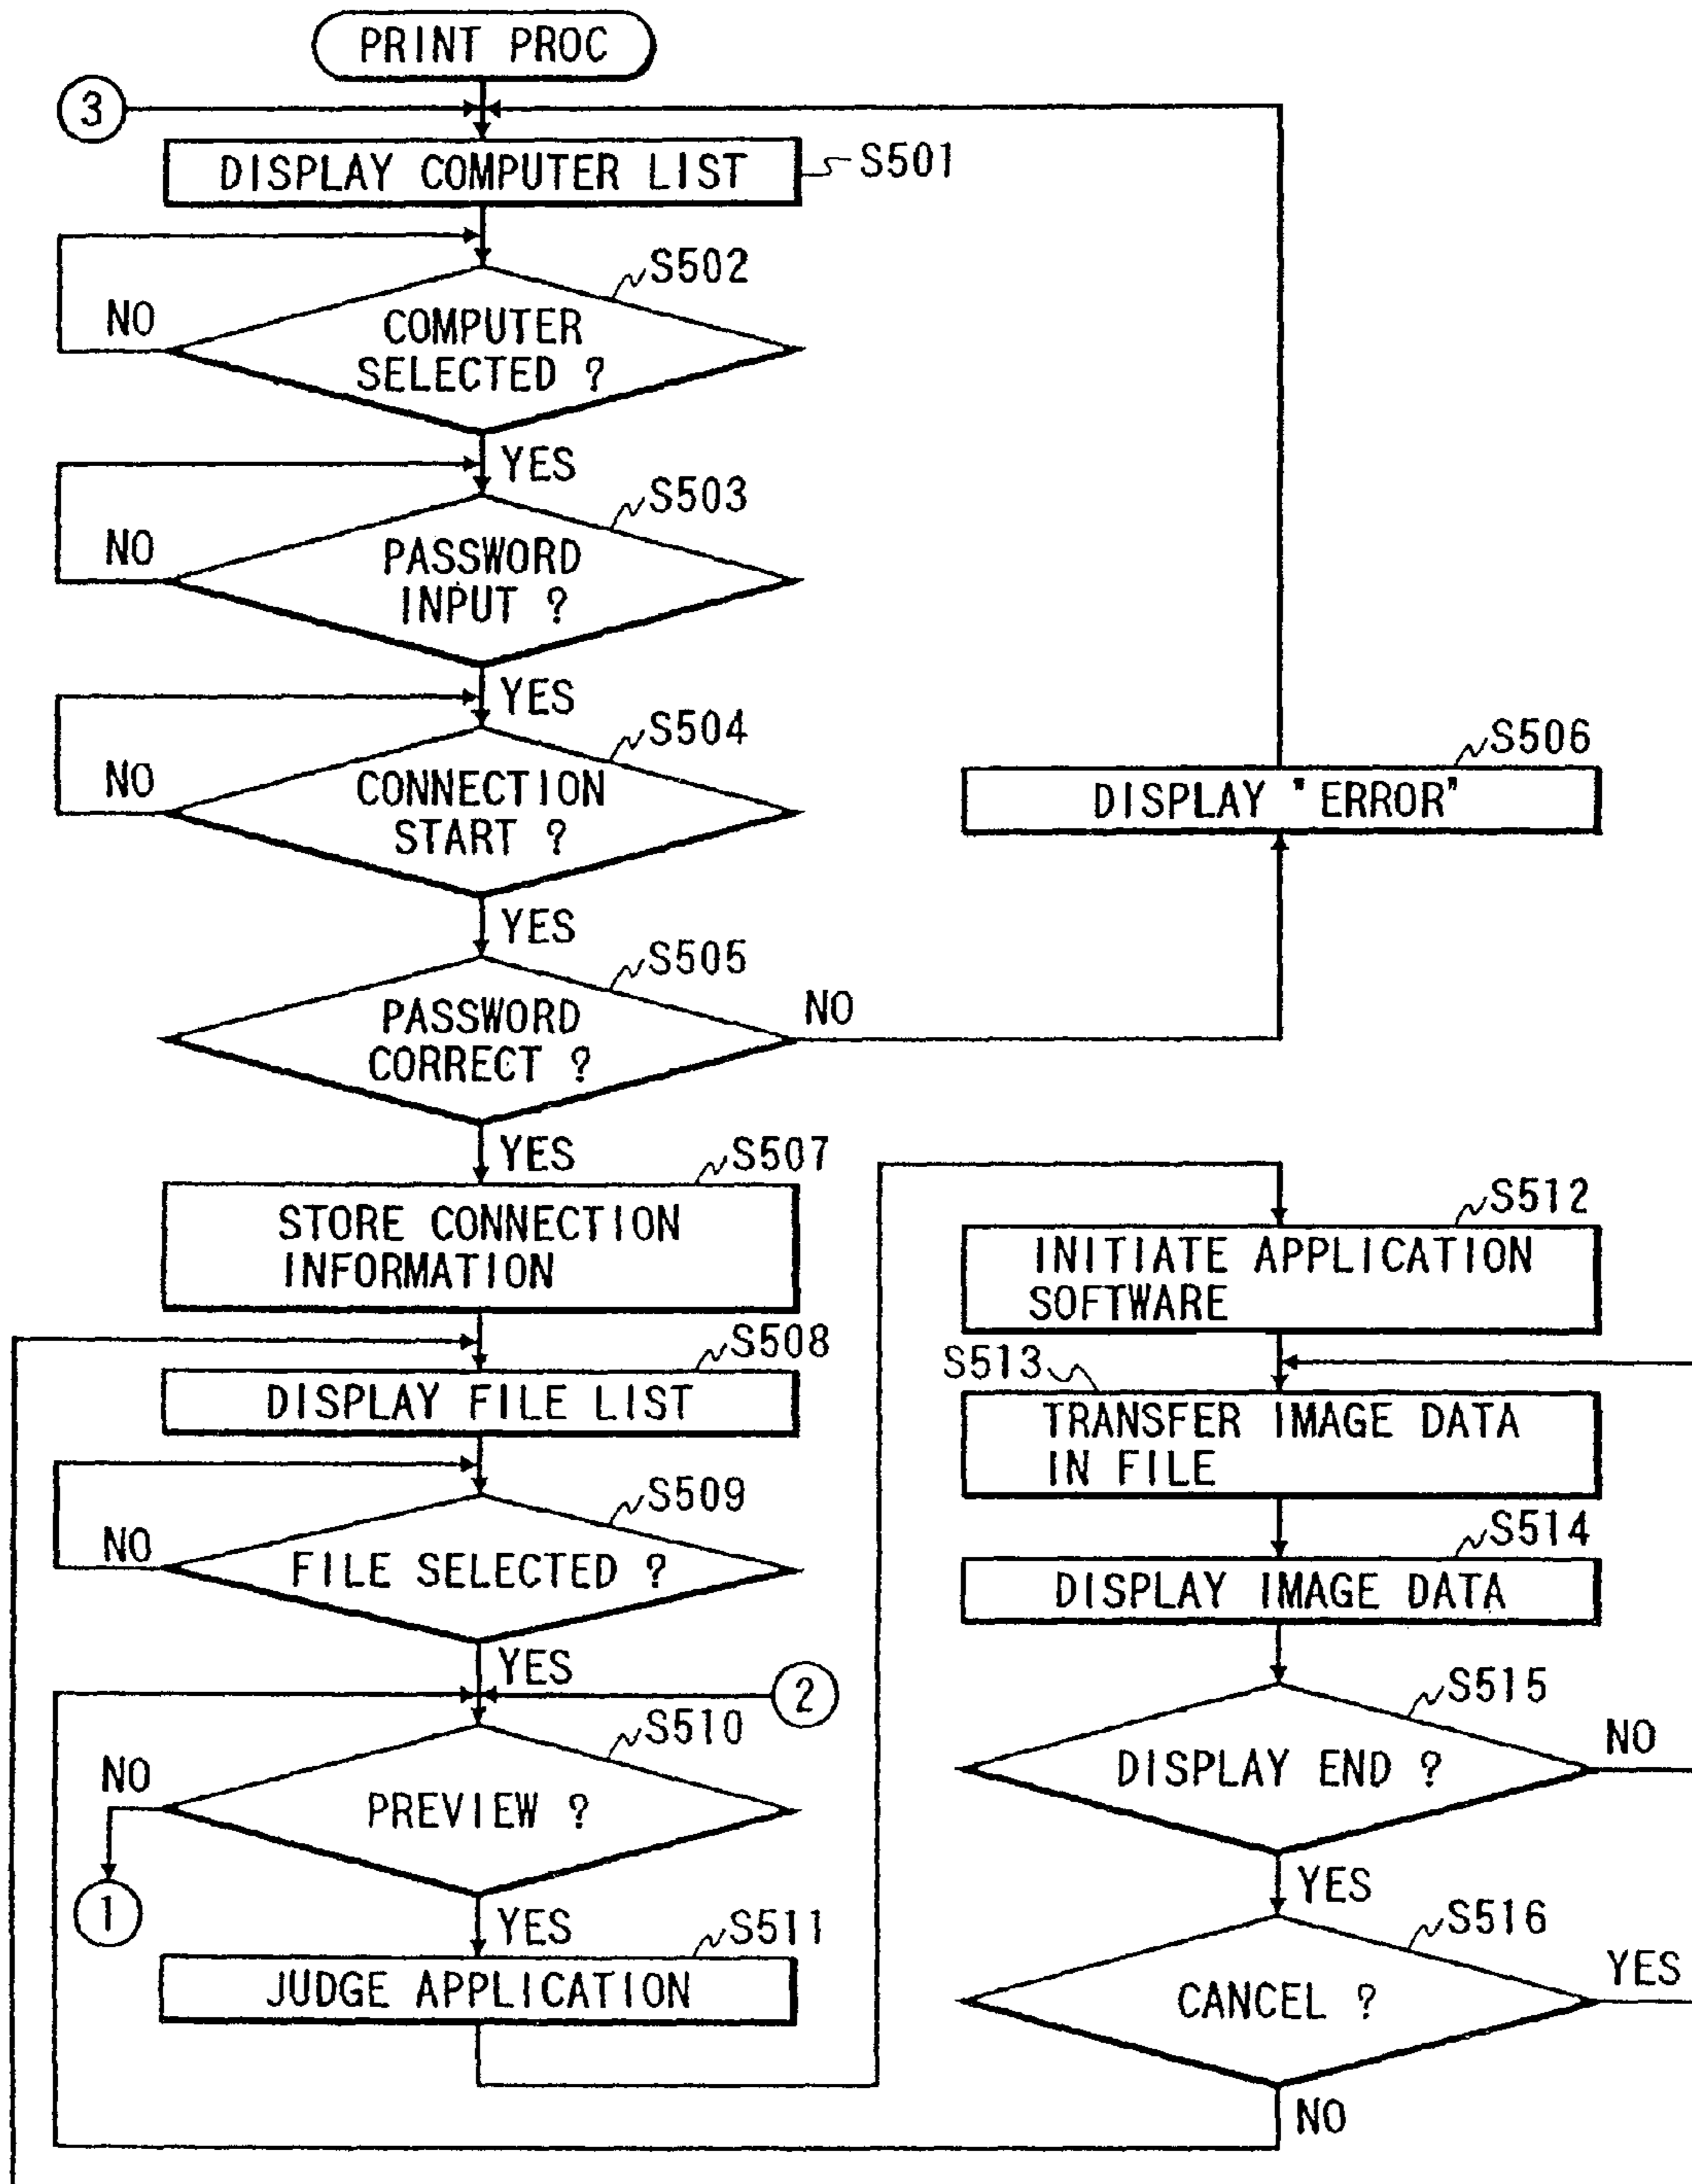 PRINT PROC
3
DISPLAY COMPUTER LIST
S501
S502
NO
COMPUTER
SELECTED ?
YES
S503
NO
PASSWORD
INPUT ?
YES
S504
NO
CONNECTION
START ?
YES
S506
DISPLAY "ERROR"
S505
PASSWORD
CORRECT ?
NO
YES
S507
STORE CONNECTION
INFORMATION
S508
DISPLAY FILE LIST
S509
NO
FILE SELECTED ?
YES
2
S510
NO
PREVIEW ?
1
YES
S511
JUDGE APPLICATION
S512
INITIATE APPLICATION
SOFTWARE
S513
TRANSFER IMAGE DATA
IN FILE
S514
DISPLAY IMAGE DATA
S515
DISPLAY END ?
NO
YES
S516
CANCEL ?
YES
NO